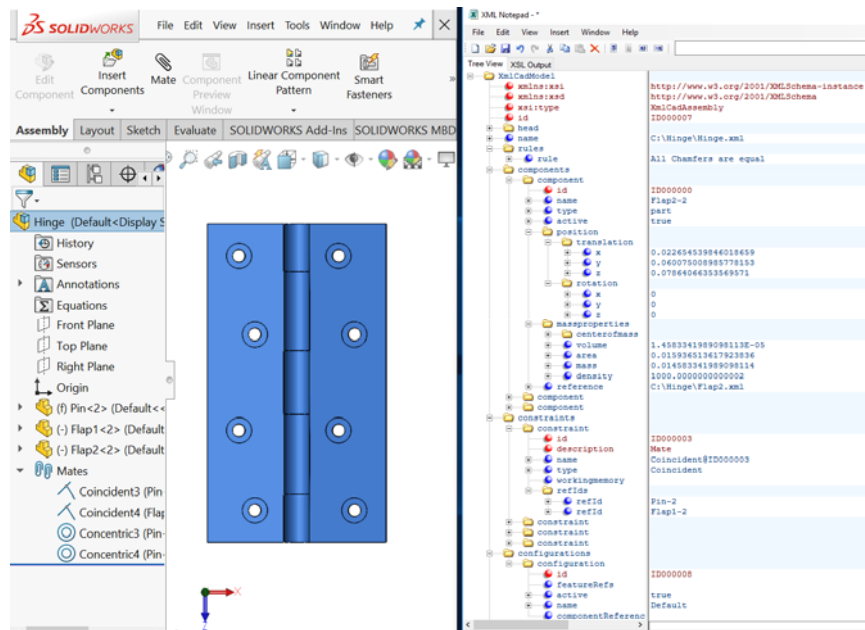 SOLIDWORKS
File Edit View Insert Tools Window Help
Edit Component
Insert Components
Mate
Component Preview Window
Linear Component Pattern
Smart Fasteners
Assembly Layout Sketch Evaluate SOLIDWORKS Add-Ins SOLIDWORKS MBD
Hinge (Default<Display S
History
Sensors
Annotations
Equations
Front Plane
Top Plane
Right Plane
Origin
(f) Pin<2> (Default<<
(-) Flap1<2> (Default
(-) Flap2<2> (Default
Mates
Coincident3 (Pin
Coincident4 (Flap
Concentric3 (Pin-
Concentric4 (Pin-
XML Notepad - *
File Edit View Insert Window Help
Tree View XSL Output
XmlCadModel
xmlns:xsi http://www.w3.org/2001/XMLSchema-instance
xmlns:xsd http://www.w3.org/2001/XMLSchema
xsi:type XmlCadAssembly
id ID000007
head
name C:\Hinge\Hinge.xml
rules
rule All Chamfers are equal
components
component
id ID000000
name Flap2-2
type part
active true
position
translation
x 0.022654539846018659
y 0.060075008985778153
z 0.07864066353569571
rotation
x 0
y 0
z 0
massproperties
centerofmass
volume 1.4583341989098113E-05
area 0.015936513617923836
mass 0.014583341989098114
density 1000.0000000000002
reference C:\Hinge\Flap2.xml
component
component
constraints
constraint
id ID000003
description Mate
name Coincident@ID000003
type Coincident
workingmemory
refIds
refId Pin-2
refId Flap1-2
constraint
constraint
constraint
configurations
configuration
id ID000008
featureRefs
active true
name Default
componentReferenc